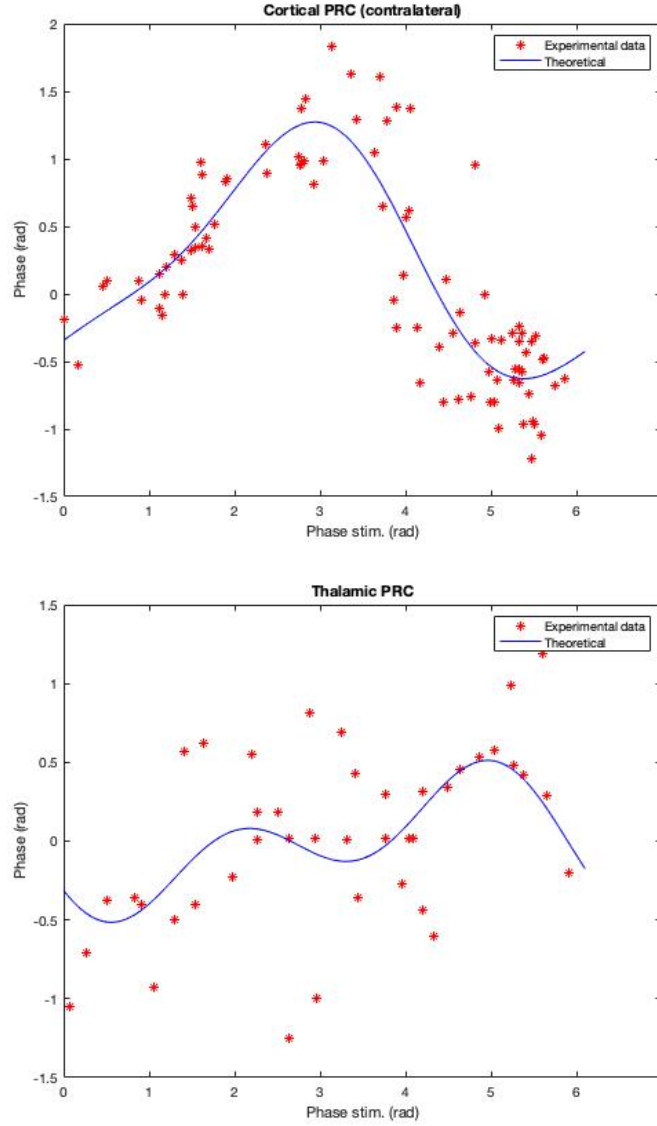 Cortical PRC (contralateral)
2
Experimental data
Theoretical
1.5
1
0.5
0
-0.5
-1
-1.5
Phase (rad)
0 1 2 3 4 5 6
Phase stim. (rad)
Thalamic PRC
1.5
Experimental data
Theoretical
1
0.5
0
-0.5
-1
-1.5
Phase (rad)
0 1 2 3 4 5 6
Phase stim. (rad)